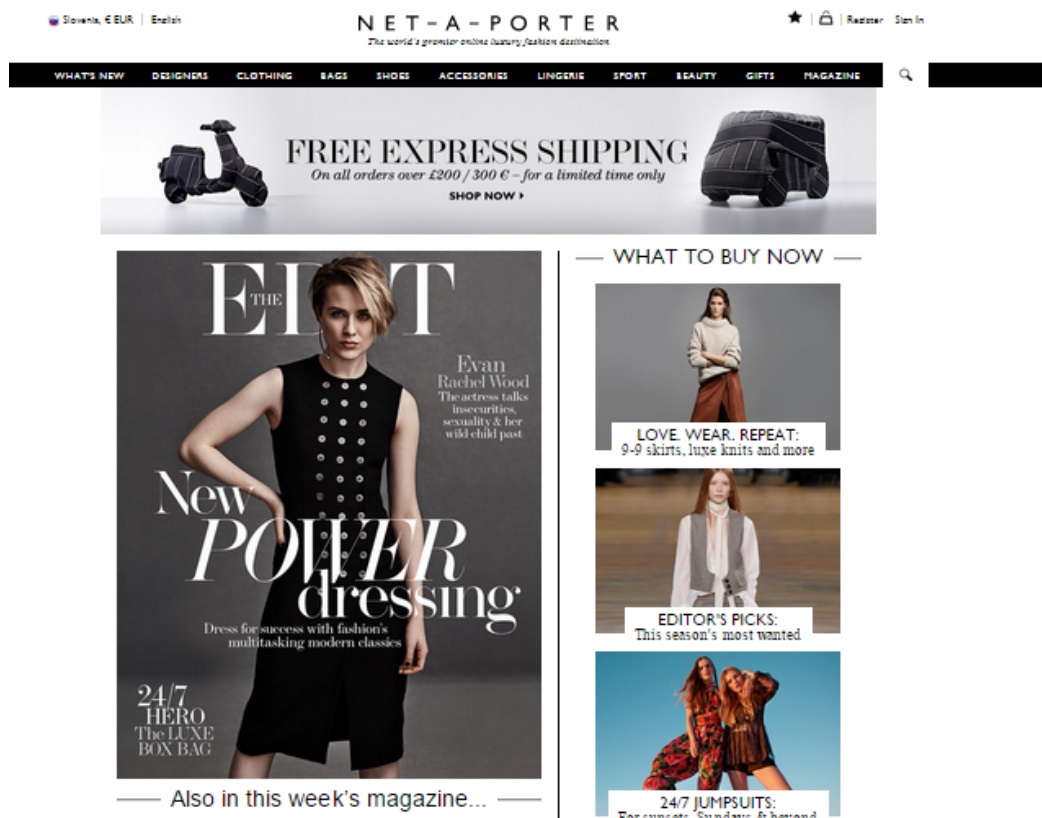 Slovenia, € EUR | English
NET-A-PORTER
The world's premier online luxury fashion destination
Register Sign In
WHAT'S NEW DESIGNERS CLOTHING BAGS SHOES ACCESSORIES LINGERIE SPORT BEAUTY GIFTS MAGAZINE
FREE EXPRESS SHIPPING
On all orders over £200 / 300 € – for a limited time only
SHOP NOW
THE EDIT
Evan
Rachel Wood
The actress talks
insecurities,
sexuality & her
wild-child past
New
POWER
dressing
Dress for success with fashion's
multitasking modern classics
24/7
HERO
The LUXE
BOX BAG
Also in this week's magazine...
WHAT TO BUY NOW
LOVE. WEAR. REPEAT:
9-9 skirts, luxe knits and more
EDITOR'S PICKS:
This season's most wanted
24/7 JUMPSUITS:
For sunsets, Sundays & beyond